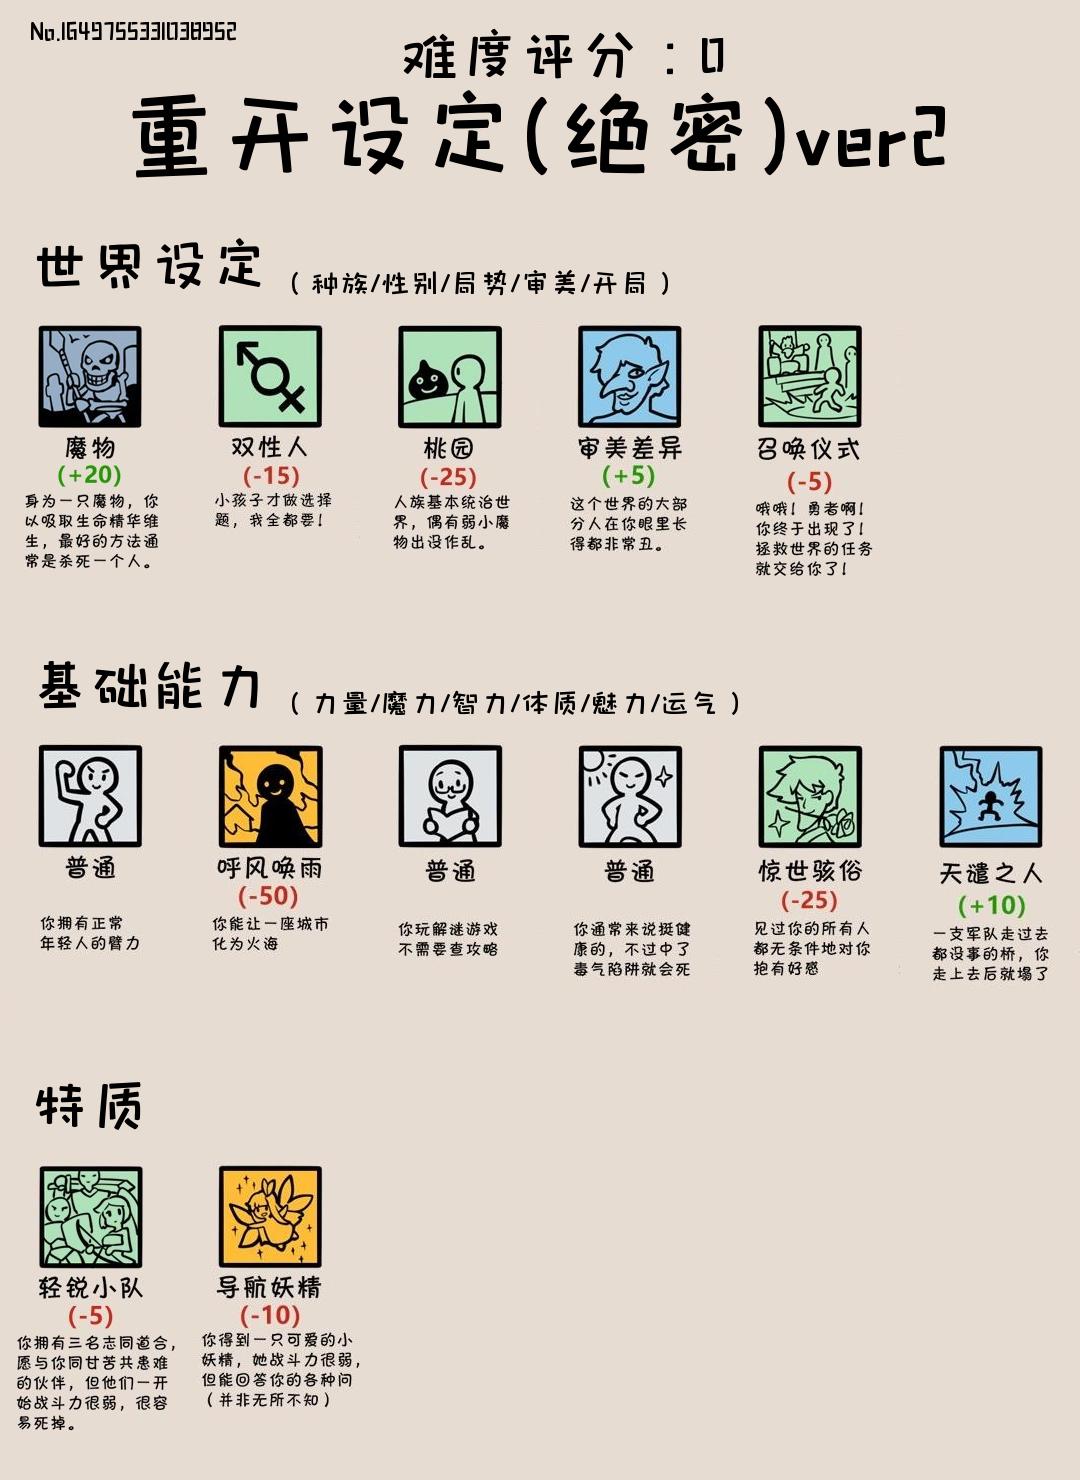 No.1649755331038952
难度评分:0
重开设定(绝密)ver2
世界设定 (种族/性别/局势/审美/开局)
魔物 双性人 桃园 审美差异 召唤仪式
(+20) (-15) (-25) (+5) (-5)
身为一只魔物，你
以吸取生命精华维
生，最好的方法通
常是杀死一个人。
小孩子才做选择
题，我全都要！
人族基本统治世
界，偶有弱小魔
物出没作乱。
这个世界的大部
分人在你眼里长
得都非常丑。
哦哦！勇者啊！
你终于出现了！
拯救世界的任务
就交给你了！
基础能力 (力量/魔力/智力/体质/魅力/运气)
普通 呼风唤雨 普通 普通 惊世骇俗 天谴之人
(-50) (-25) (+10)
你拥有正常
年轻人的臂力
你能让一座城市
化为火海
你玩解谜游戏
不需要查攻略
你通常来说挺健
康的，不过中了
毒气陷阱就会死
见过你的所有人
都无条件地对你
抱有好感
一支军队走过去
都没事的桥，你
走上去后就塌了
特质
轻锐小队 导航妖精
(-5) (-10)
你拥有三名志同道合，
愿与你同甘苦共患难
的伙伴，但他们一开
始战斗力很弱，很容
易死掉。
你得到一只可爱的小
妖精，她战斗力很弱，
但能回答你的各种问
（并非无所不知）